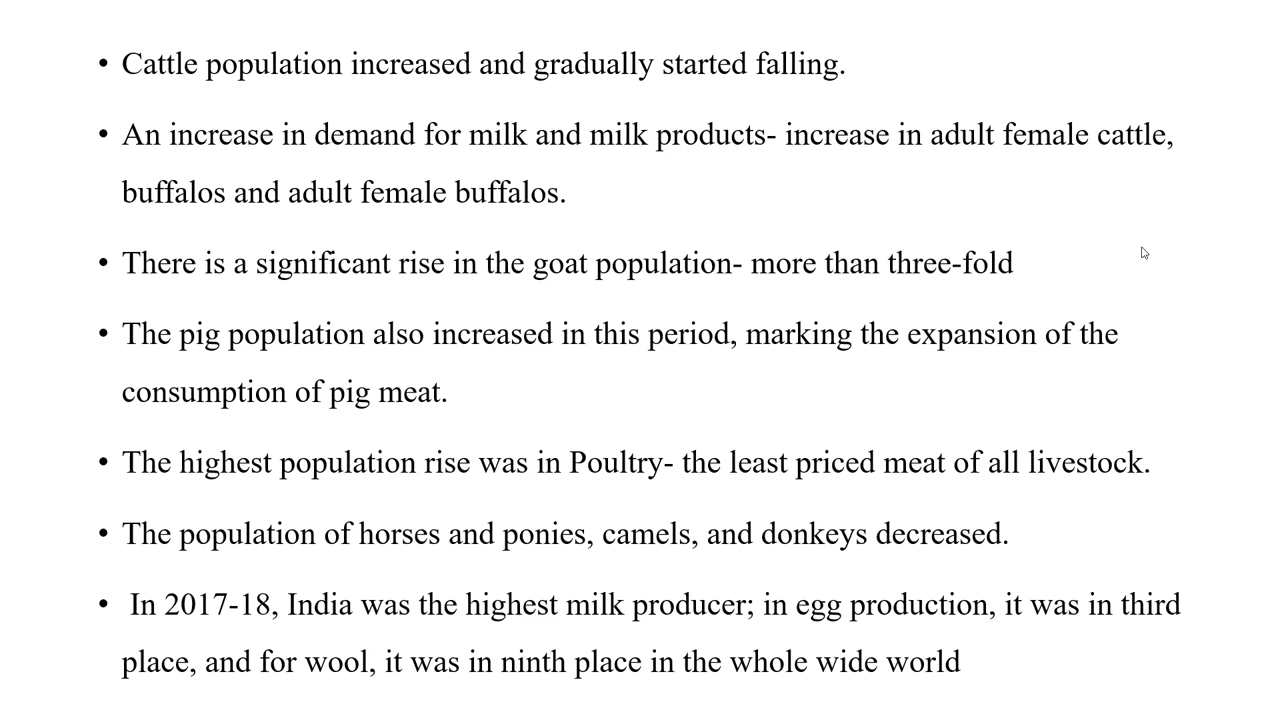 • Cattle population increased and gradually started falling.
• An increase in demand for milk and milk products- increase in adult female cattle,
buffalos and adult female buffalos.
• There is a significant rise in the goat population- more than three-fold
• The pig population also increased in this period, marking the expansion of the
consumption of pig meat.
• The highest population rise was in Poultry- the least priced meat of all livestock.
• The population of horses and ponies, camels, and donkeys decreased.
• In 2017-18, India was the highest milk producer; in egg production, it was in third
place, and for wool, it was in ninth place in the whole wide world